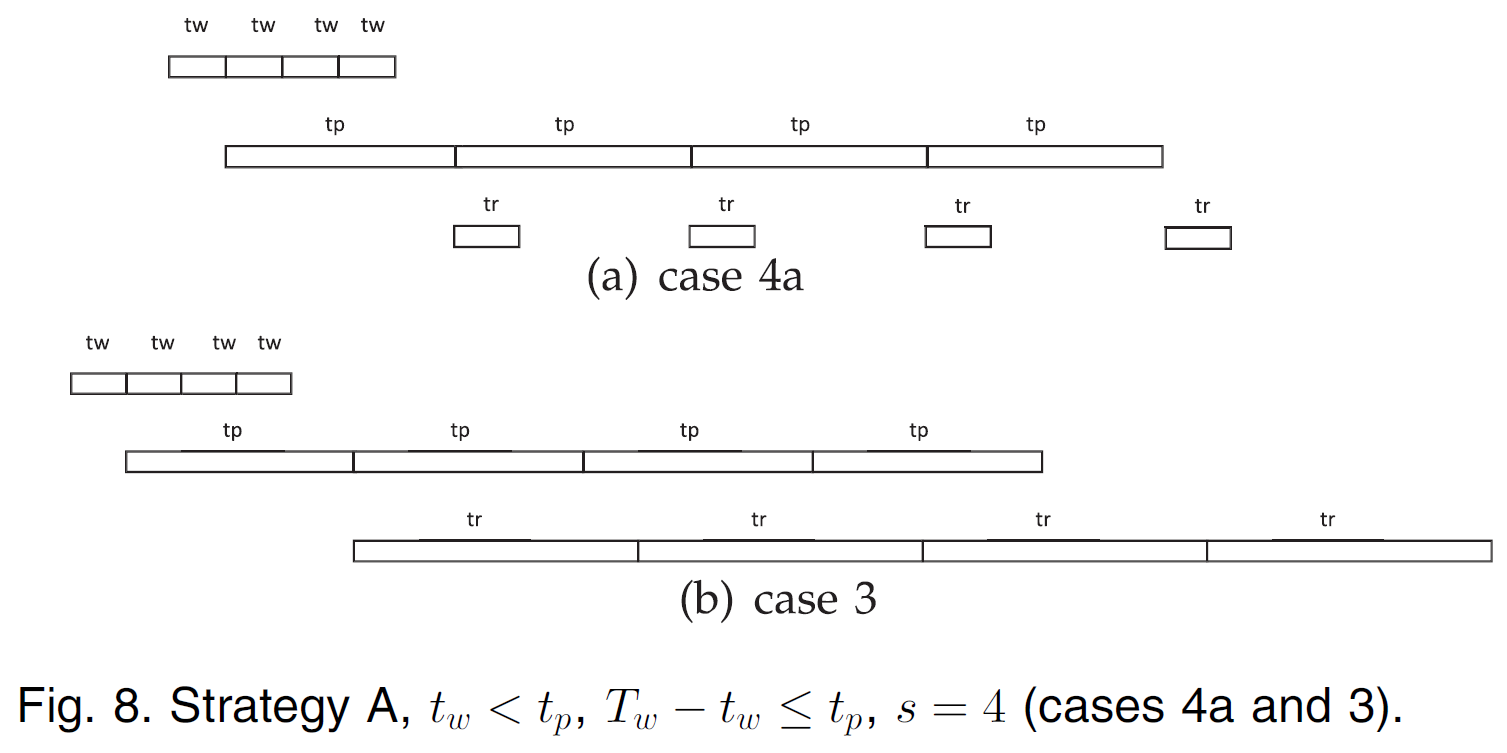 tw tw tw tw
tp tp tp tp
tr tr tr tr
(a) case 4a
tw tw tw tw
tp tp tp tp
tr tr tr tr
(b) case 3
Fig. 8. Strategy A, $t_w < t_p$, $T_w - t_w \leq t_p$, $s = 4$ (cases 4a and 3).